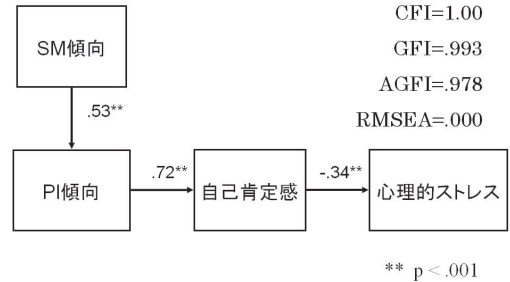 CFI=1.00
GFI=.993
AGFI=.978
RMSEA=.000
SM傾向
.53**
PI傾向
.72**
自己肯定感
-.34**
心理的ストレス
** p<.001